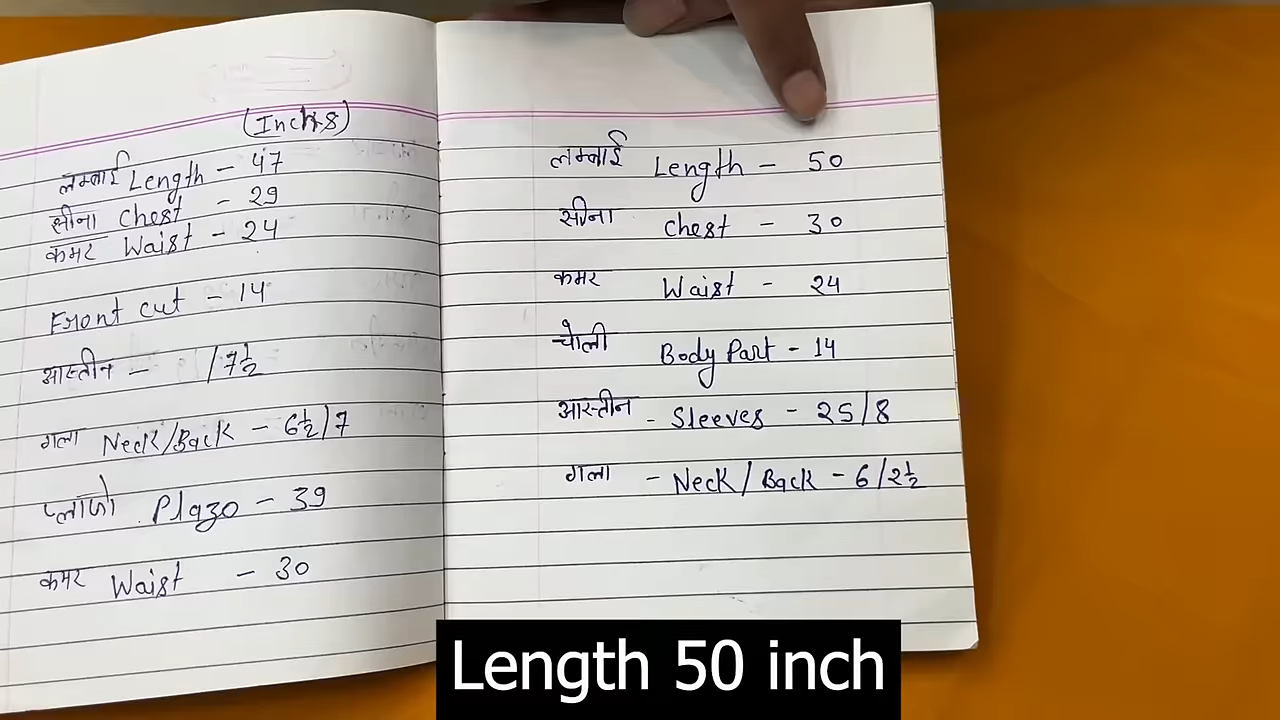 (Inches)
लम्बाई Length - 47
सीना Chest - 29
कमर Waist - 24
Front cut - 14
आस्तीन - /7½
गला Neck/Back - 6½/7
प्लाजो Plazo - 39
कमर Waist - 30
लम्बाई Length - 50
सीना Chest - 30
कमर Waist - 24
चोली Body Part - 14
आस्तीन - Sleeves - 25/8
गला - Neck/Back - 6/2½
Length 50 inch